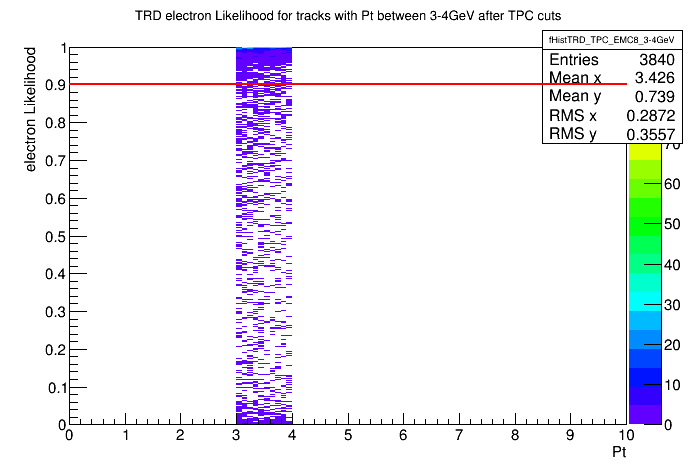 TRD electron Likelihood for tracks with Pt between 3-4GeV after TPC cuts
fHistTRD_TPC_EMC8_3-4GeV
Entries 3840
Mean x 3.426
Mean y 0.739
RMS x 0.2872
RMS y 0.3557
electron Likelihood
1
0.9
0.8
0.7
0.6
0.5
0.4
0.3
0.2
0.1
0
70
60
50
40
30
20
10
0
0 1 2 3 4 5 6 7 8 9 10
Pt